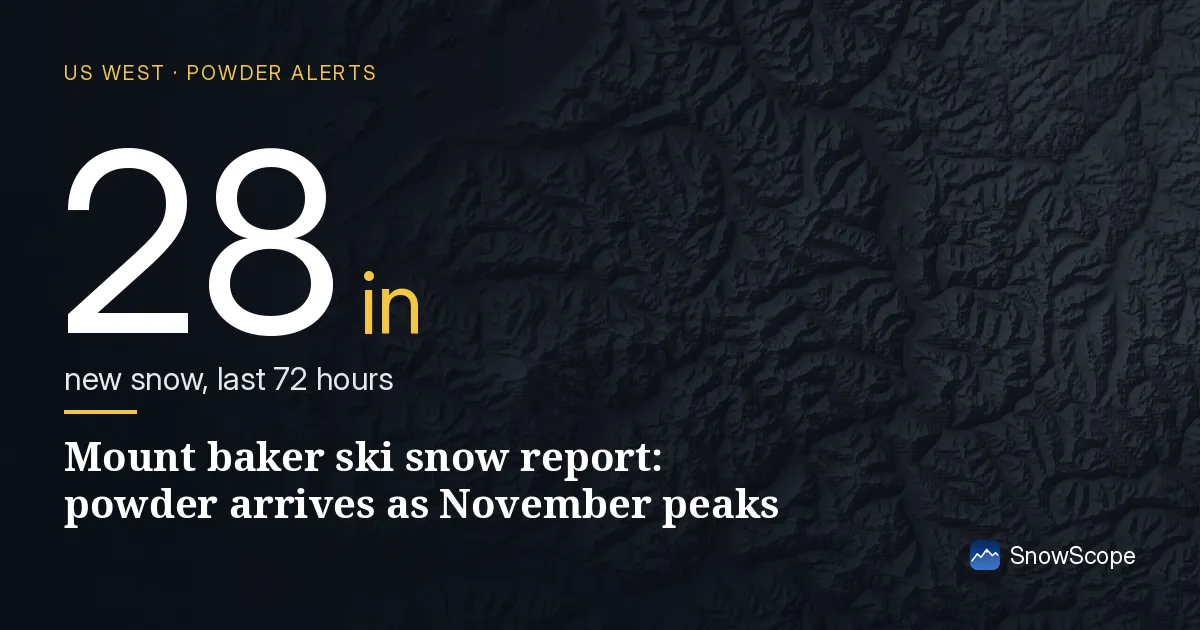 US WEST · POWDER ALERTS
28 in
new snow, last 72 hours
Mount baker ski snow report:
powder arrives as November peaks
SnowScope